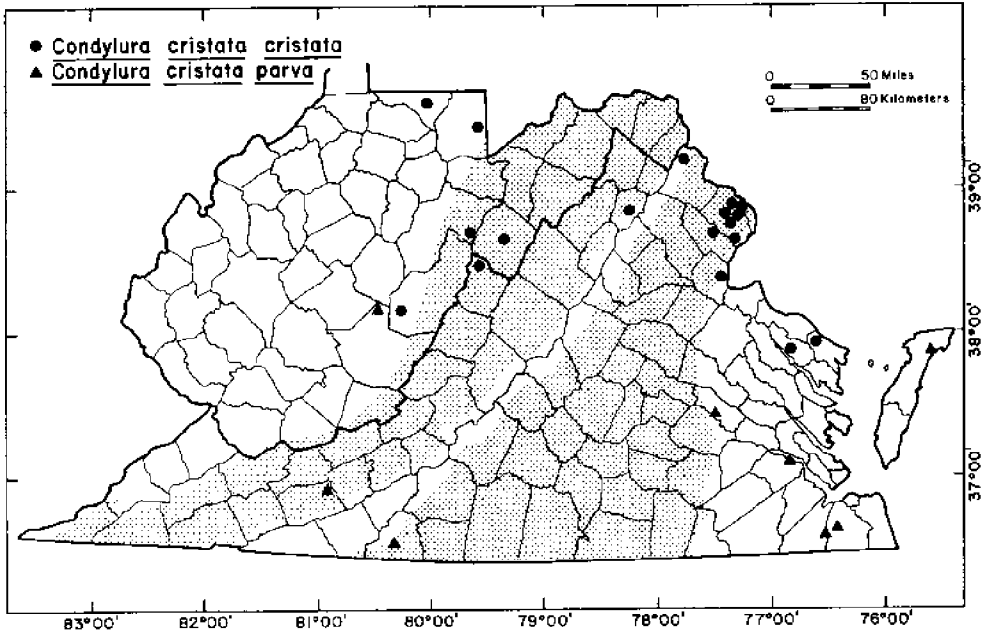 ● Condylura cristata cristata
▲ Condylura cristata parva
0 50 Miles
0 80 Kilometers
39°00'
38°00'
37°00'
83°00' 82°00' 81°00' 80°00' 79°00' 78°00' 77°00' 76°00'